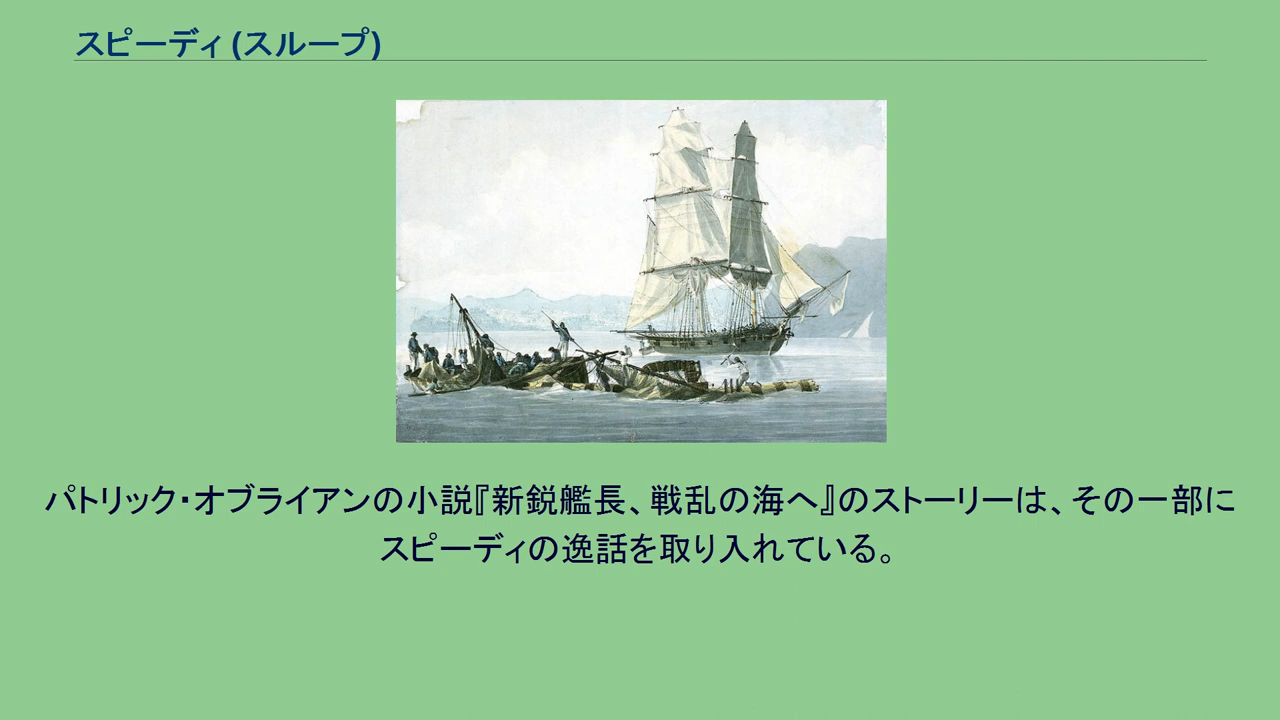 スピーディ (スループ)
パトリック・オブライアンの小説『新鋭艦長、戦乱の海へ』のストーリーは、その一部に
スピーディの逸話を取り入れている。